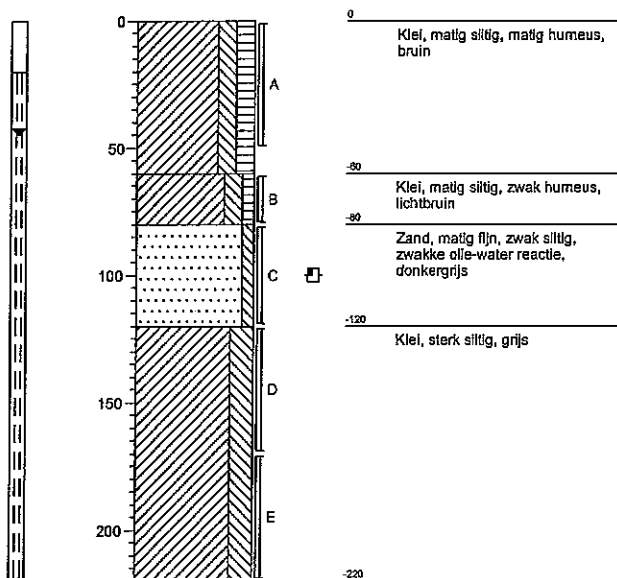 0
50
100
150
200
A
B
C
D
E
0
Klei, matig siltig, matig humeus,
bruin
-60
Klei, matig siltig, zwak humeus,
lichtbruin
-80
Zand, matig fijn, zwak siltig,
zwakke olie-water reactie,
donkergrijs
-120
Klei, sterk siltig, grijs
-220